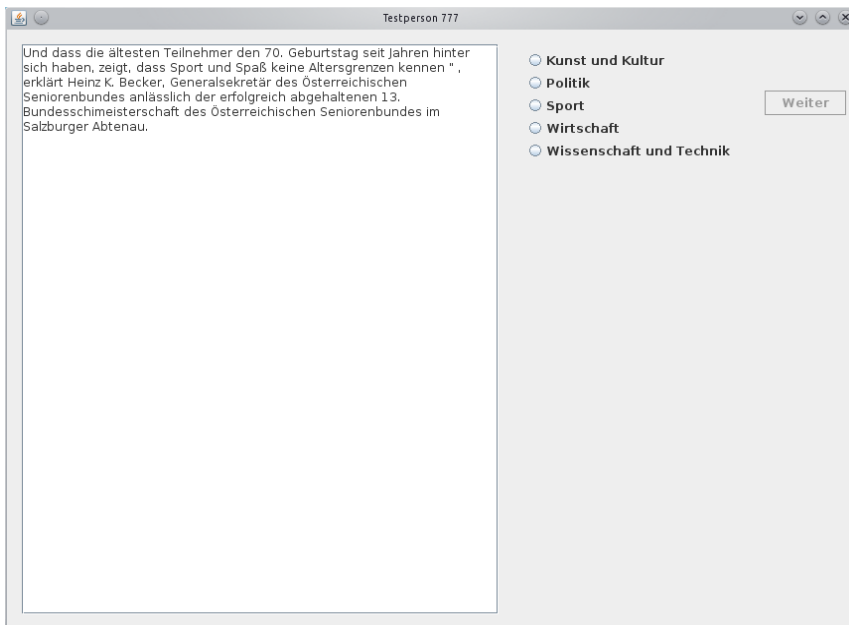 Testperson 777
Und dass die ältesten Teilnehmer den 70. Geburtstag seit Jahren hinter
sich haben, zeigt, dass Sport und Spaß keine Altersgrenzen kennen " ,
erklärt Heinz K. Becker, Generalsekretär des Österreichischen
Seniorenbundes anlässlich der erfolgreich abgehaltenen 13.
Bundesschimeisterschaft des Österreichischen Seniorenbundes im
Salzburger Abtenau.
Kunst und Kultur
Politik
Sport
Wirtschaft
Wissenschaft und Technik
Weiter